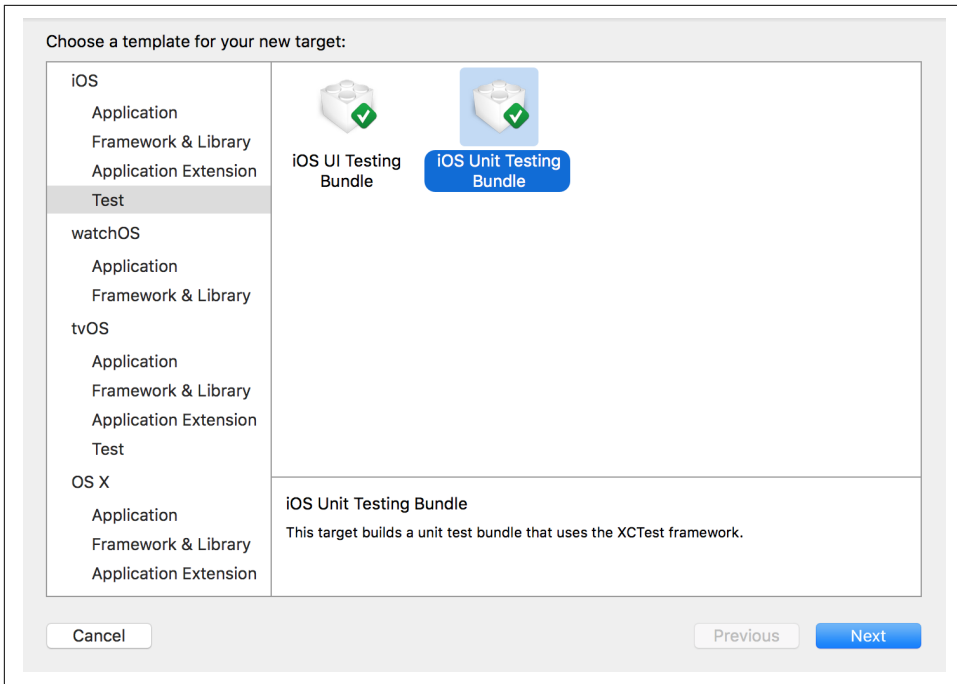 Choose a template for your new target:
iOS
Application
Framework & Library
Application Extension
Test
watchOS
Application
Framework & Library
tvOS
Application
Framework & Library
Application Extension
Test
OS X
Application
Framework & Library
Application Extension
iOS UI Testing
Bundle
iOS Unit Testing
Bundle
iOS Unit Testing Bundle
This target builds a unit test bundle that uses the XCTest framework.
Cancel
Previous
Next